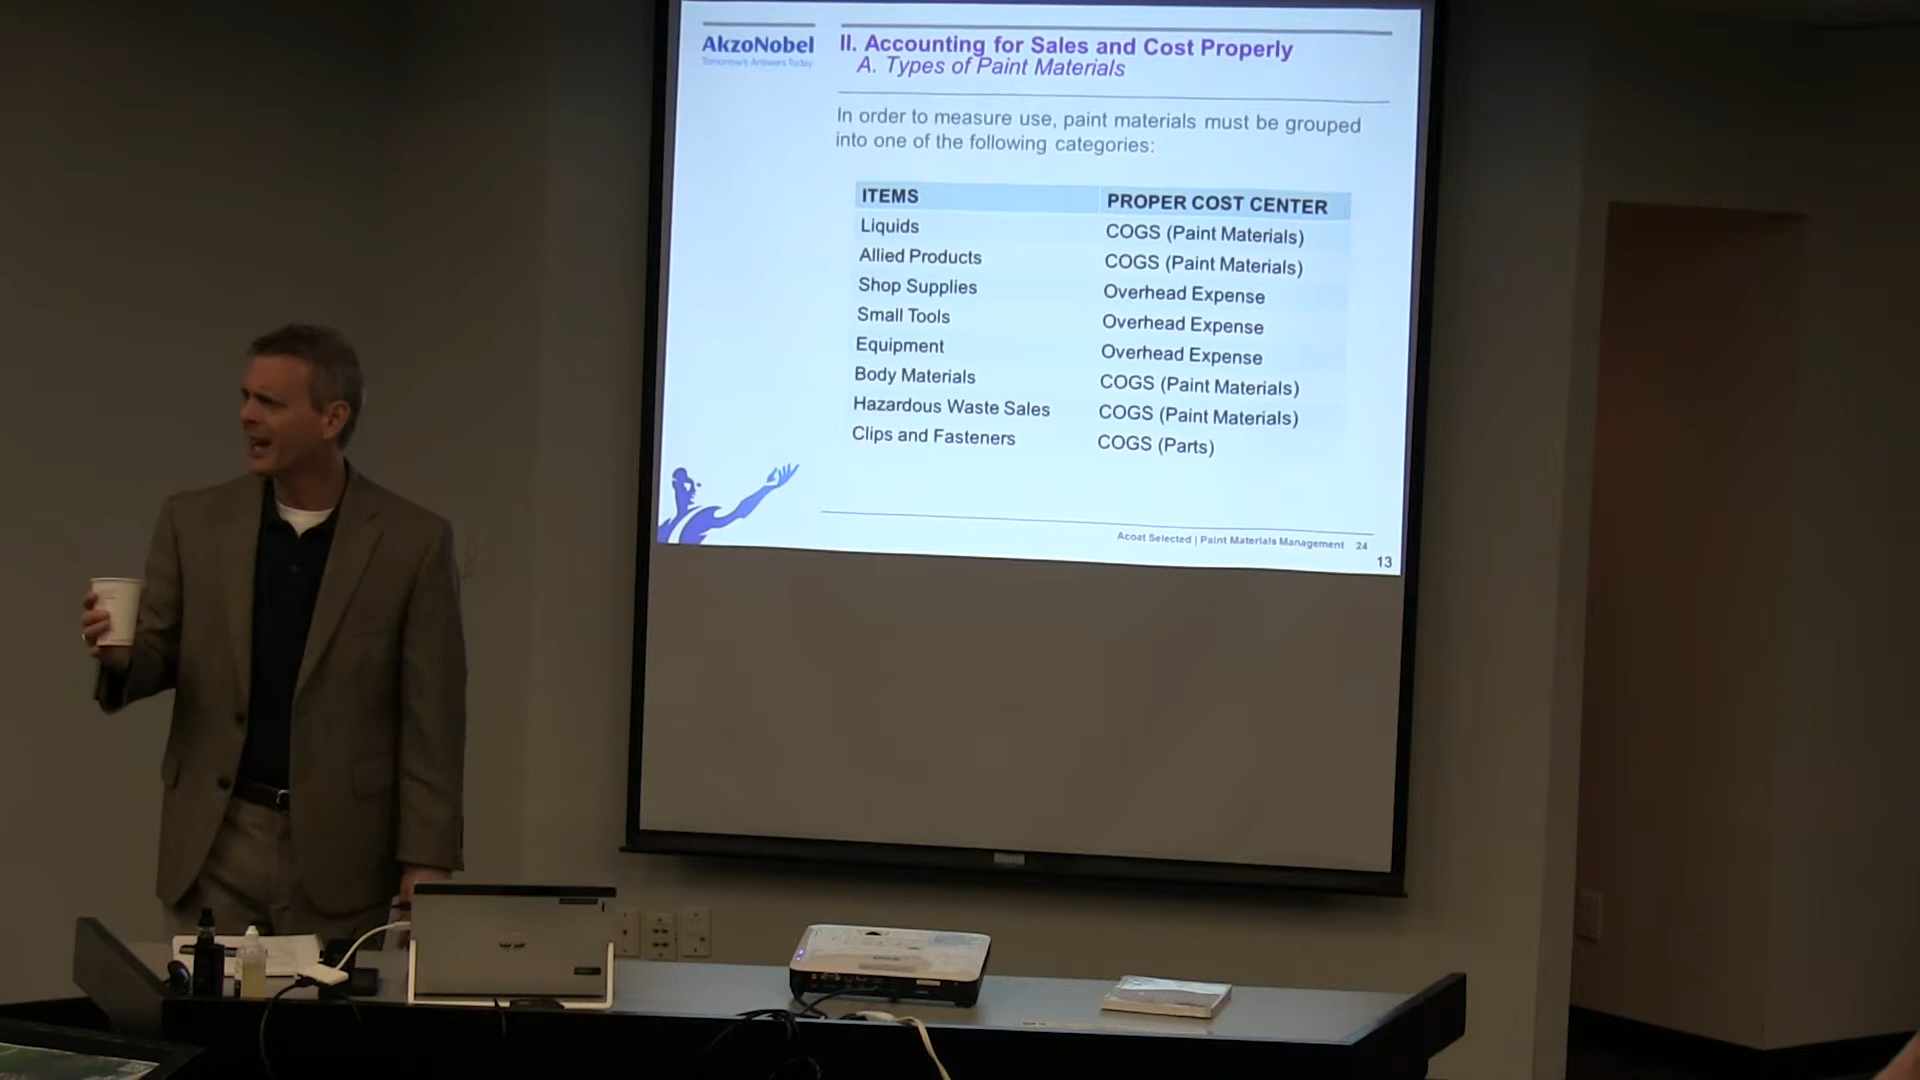 AkzoNobel
Tomorrow's Answers Today
II. Accounting for Sales and Cost Properly
A. Types of Paint Materials
In order to measure use, paint materials must be grouped
into one of the following categories:
ITEMS PROPER COST CENTER
Liquids COGS (Paint Materials)
Allied Products COGS (Paint Materials)
Shop Supplies Overhead Expense
Small Tools Overhead Expense
Equipment Overhead Expense
Body Materials COGS (Paint Materials)
Hazardous Waste Sales COGS (Paint Materials)
Clips and Fasteners COGS (Parts)
Acoat Selected | Paint Materials Management 24
13